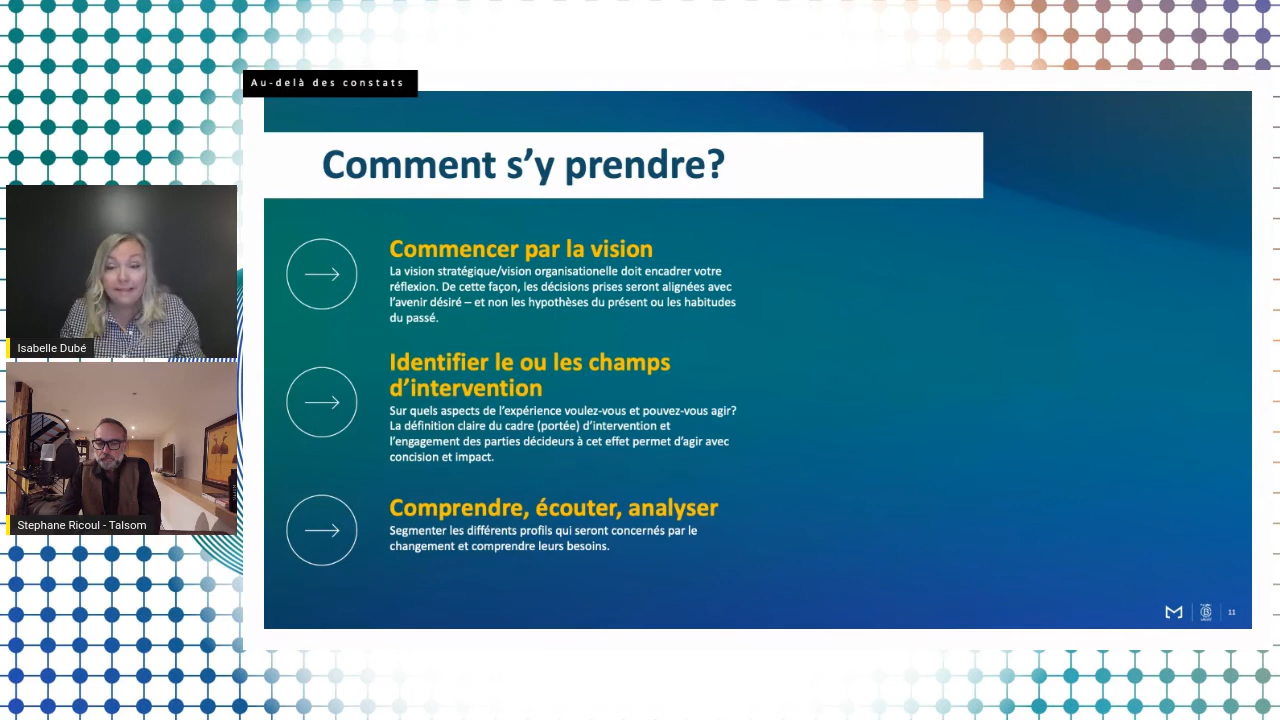 Au-delà des constats
Comment s’y prendre?
Commencer par la vision
La vision stratégique/vision organisationelle doit encadrer votre
réflexion. De cette façon, les décisions prises seront alignées avec
l’avenir désiré – et non les hypothèses du présent ou les habitudes
du passé.
Identifier le ou les champs
d’intervention
Sur quels aspects de l’expérience voulez-vous et pouvez-vous agir?
La définition claire du cadre (portée) d’intervention et
l’engagement des parties décideurs à cet effet permet d’agir avec
concision et impact.
Comprendre, écouter, analyser
Segmenter les différents profils qui seront concernés par le
changement et comprendre leurs besoins.
11
Isabelle Dubé
Stephane Ricoul - Talsom